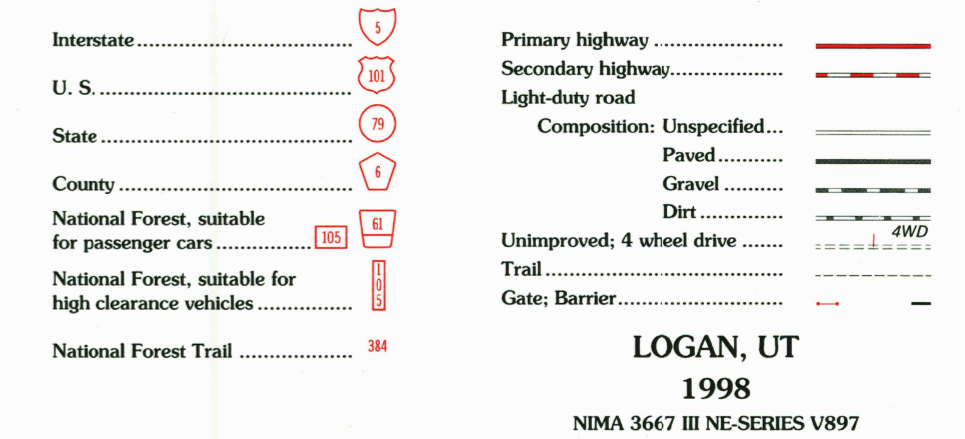 Interstate................................. 5
U. S. ....................................... 101
State ....................................... 79
County .................................... 6
National Forest, suitable
for passenger cars ............... 105 61
National Forest, suitable for
high clearance vehicles ............... 105
National Forest Trail .................. 384
Primary highway ....................
Secondary highway..................
Light-duty road
Composition: Unspecified...
Paved...........
Gravel ..........
Dirt ..............
Unimproved; 4 wheel drive ....... 4WD
Trail........................................
Gate; Barrier............................
LOGAN, UT
1998
NIMA 3667 III NE-SERIES V897